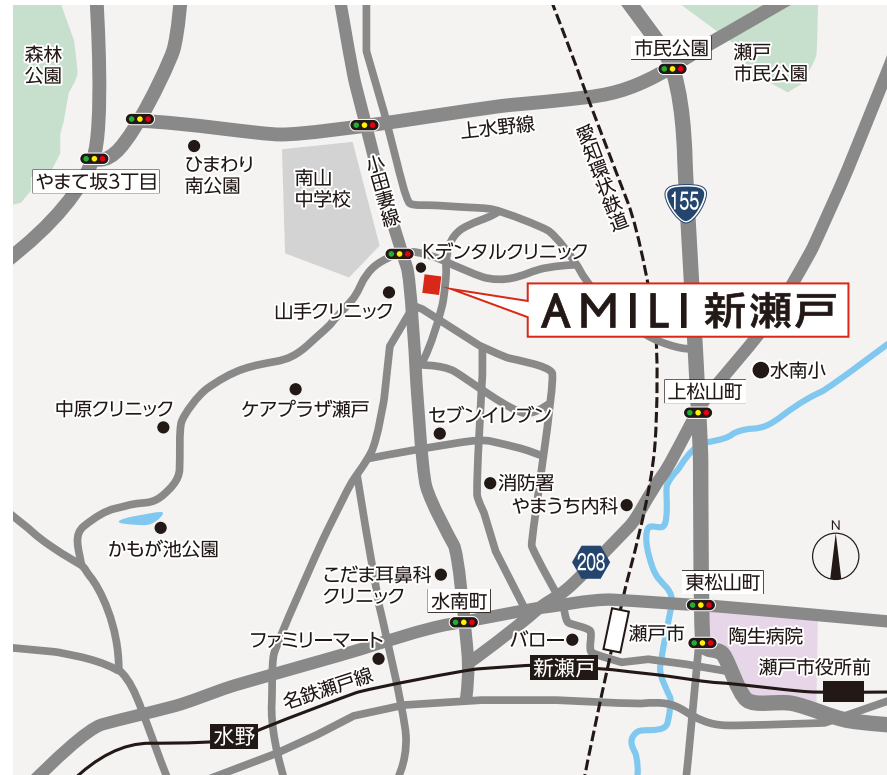 森林
公園
市民公園
瀬戸
市民公園
上水野線
愛知環状鉄道
ひまわり
南公園
やまて坂3丁目
南山
中学校
小田妻線
155
Kデンタルクリニック
山手クリニック
AMILI 新瀬戸
水南小
上松山町
中原クリニック
ケアプラザ瀬戸
セブンイレブン
消防署
やまうち内科
かもが池公園
N
208
こだま耳鼻科
クリニック
水南町
東松山町
ファミリーマート
バロー
瀬戸市
陶生病院
瀬戸市役所前
新瀬戸
名鉄瀬戸線
水野